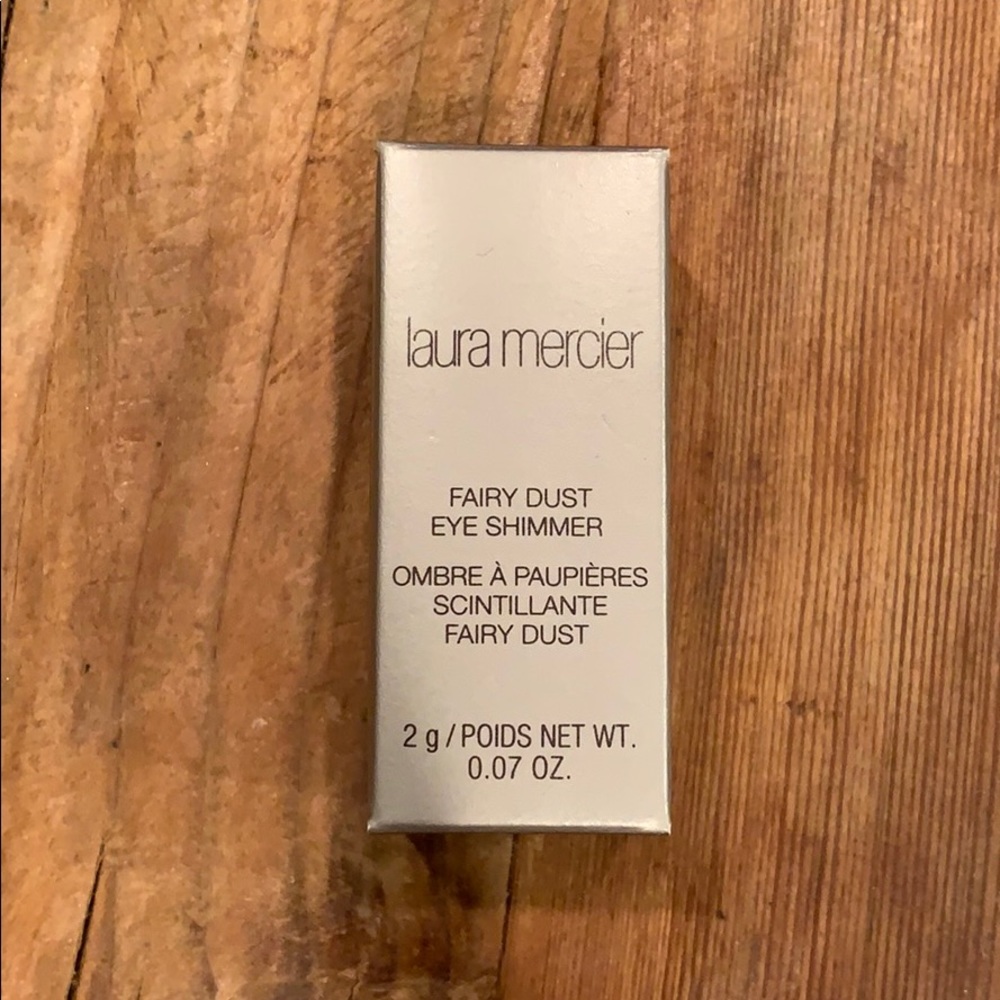 laura mercier
FAIRY DUST
EYE SHIMMER
OMBRE À PAUPIÈRES
SCINTILLANTE
FAIRY DUST
2 g / POIDS NET WT.
0.07 OZ.